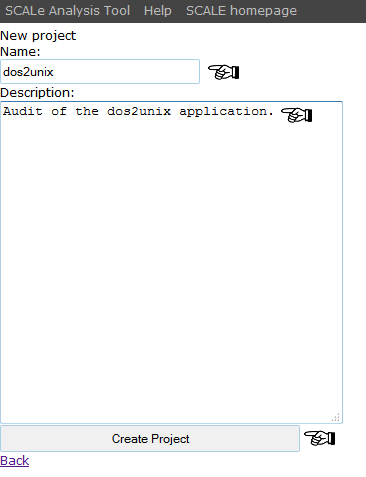 SCALe Analysis Tool Help SCALE homepage
New project
Name:
dos2unix
Description:
Audit of the dos2unix application.
Create Project
Back